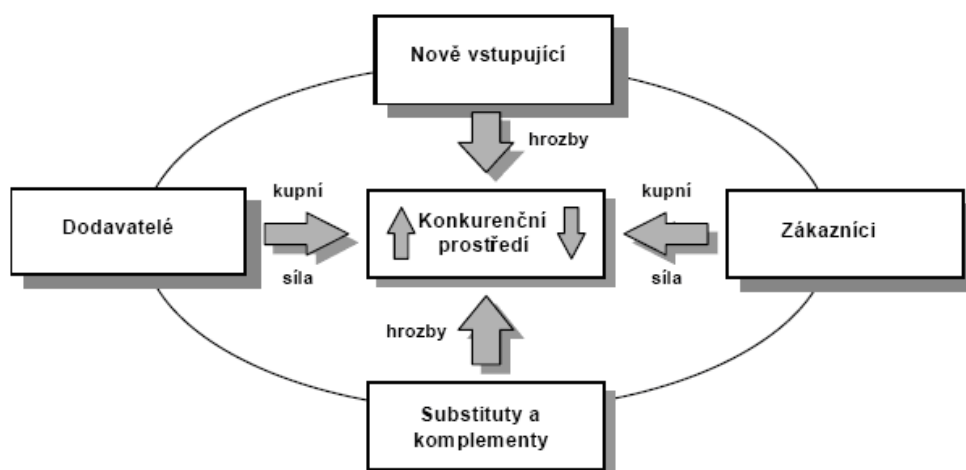 Nově vstupující
hrozby
kupní
kupní
Dodavatelé
Konkurenční
prostředí
Zákazníci
síla
síla
hrozby
Substituty a
komplementy